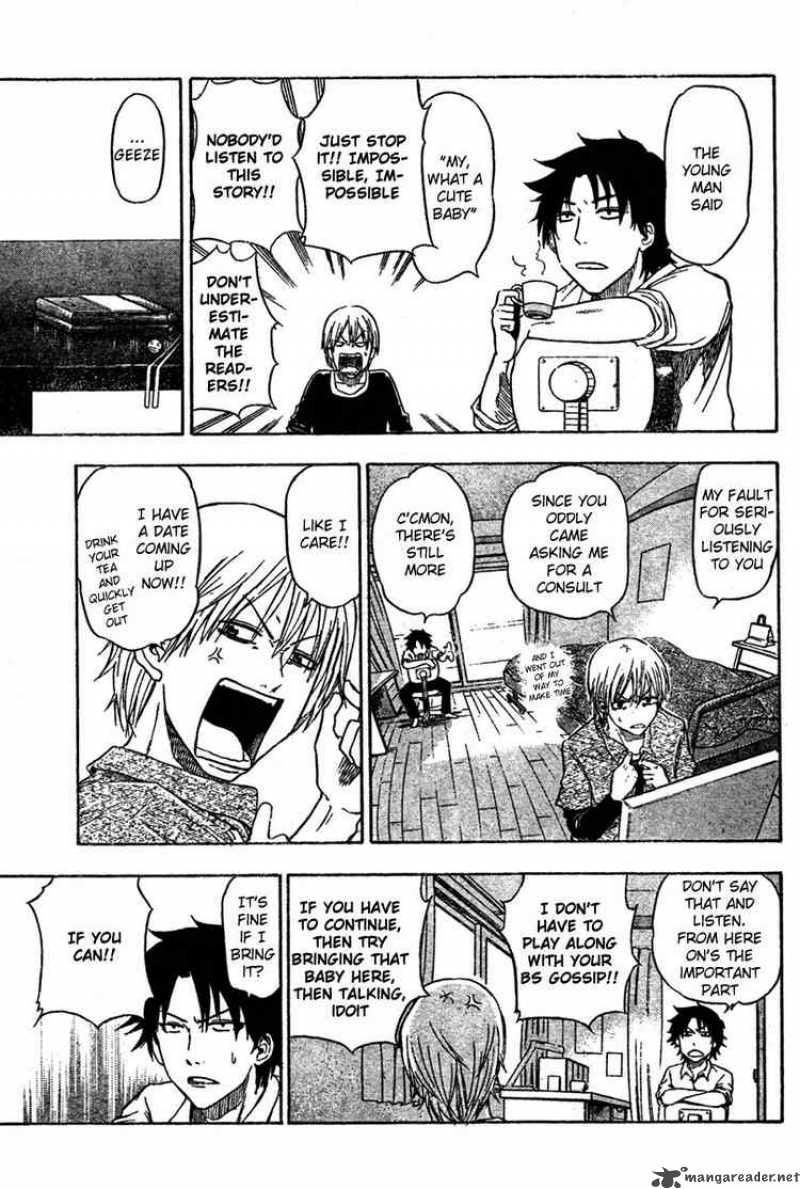 THE
YOUNG
MAN
SAID
"MY,
WHAT A
CUTE
BABY"
JUST STOP
IT!! IMPOS-
SIBLE, IM-
POSSIBLE
NOBODY'D
LISTEN TO
THIS
STORY!!
DON'T
UNDER-
ESTI-
MATE
THE
READ-
ERS!!
...
GEEZE
MY FAULT
FOR SERI-
OUSLY
LISTENING
TO YOU
SINCE YOU
ODDLY
CAME
ASKING ME
FOR A
CONSULT
AND I
WENT OUT
OF MY
WAY TO
MAKE TIME
C'CMON,
THERE'S
STILL
MORE
LIKE I
CARE!!
I HAVE
A DATE
COMING
UP
NOW!!
DRINK
YOUR
TEA
AND
QUICKLY
GET
OUT
DON'T SAY
THAT AND
LISTEN.
FROM HERE
ON'S THE
IMPORTANT
PART
I DON'T
HAVE TO
PLAY ALONG
WITH YOUR
BS GOSSIP!!
IF YOU HAVE
TO CONTINUE,
THEN TRY
BRINGING THAT
BABY HERE,
THEN TALKING,
IDOIT
IT'S
FINE
IF I
BRING
IT?
IF YOU
CAN!!
mangareader.net